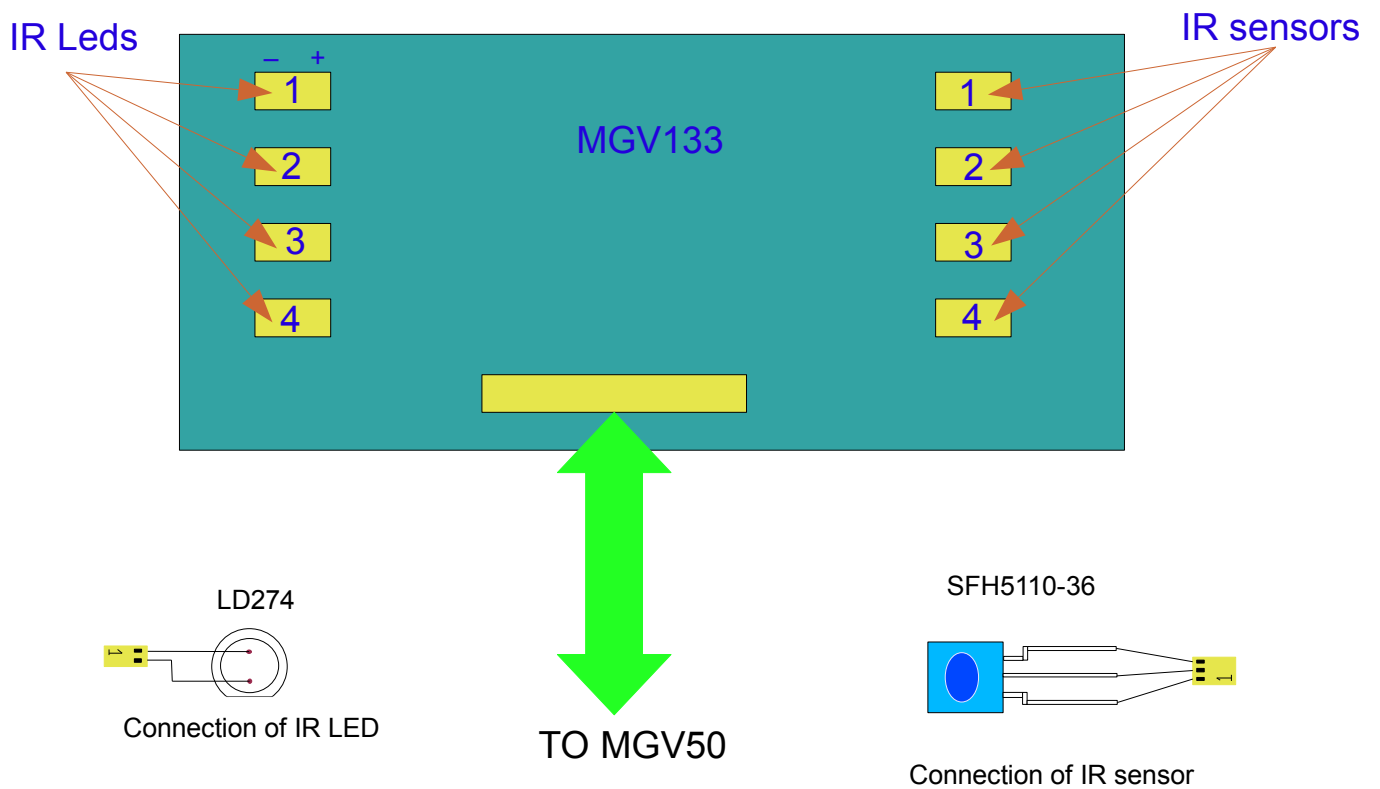 IR Leds
IR sensors
– +
1
1
MGV133
2
2
3
3
4
4
LD274
SFH5110-36
1
1
Connection of IR LED
TO MGV50
Connection of IR sensor